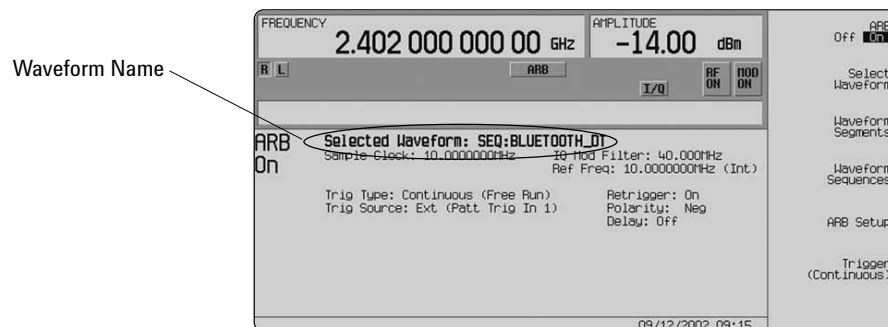 Waveform Name
FREQUENCY
2.402 000 000 00 GHz
AMPLITUDE
-14.00 dBm
R L
ARB
I/Q
RF ON
MOD ON
ARB
On
Selected Waveform: SEQ:BLUETOOTH_DT
Sample Clock: 10.0000000MHz IQ Mod Filter: 40.000MHz
Ref Freq: 10.0000000MHz (Int)
Trig Type: Continuous (Free Run) Retrigger: On
Trig Source: Ext (Patt Trig In 1) Polarity: Neg
Delay: Off
09/12/2002 09:15
ARB
Off On
Select
Waveform
Waveform
Segments
Waveform
Sequences
ARB Setup
Trigger
(Continuous)